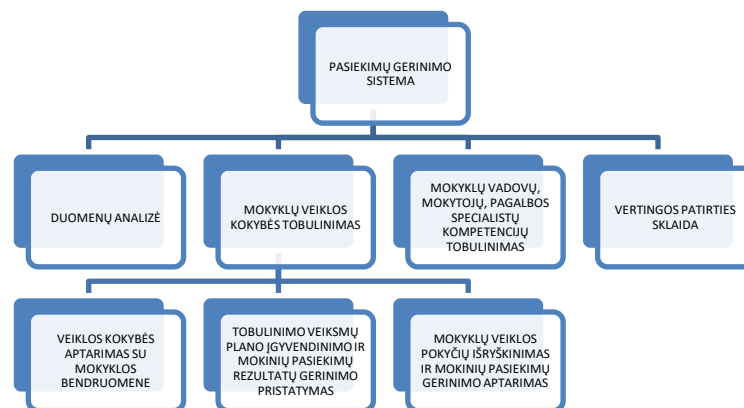 PASIEKIMŲ GERINIMO
SISTEMA
DUOMENŲ ANALIZĖ
MOKYKLŲ VEIKLOS
KOKYBĖS TOBULINIMAS
MOKYKLŲ VADOVŲ,
MOKYTOJŲ, PAGALBOS
SPECIALISTŲ
KOMPETENCIJŲ
TOBULINIMAS
VERTINGOS PATIRTIES
SKLAIDA
VEIKLOS KOKYBĖS
APTARIMAS SU
MOKYKLOS
BENDRUOMENE
TOBULINIMO VEIKSMŲ
PLANO ĮGYVENDINIMO IR
MOKINIŲ PASIEKIMŲ
REZULTATŲ GERINIMO
PRISTATYMAS
MOKYKLŲ VEIKLOS
POKYČIŲ IŠRYŠKINIMAS
IR MOKINIŲ PASIEKIMŲ
GERINIMO APTARIMAS